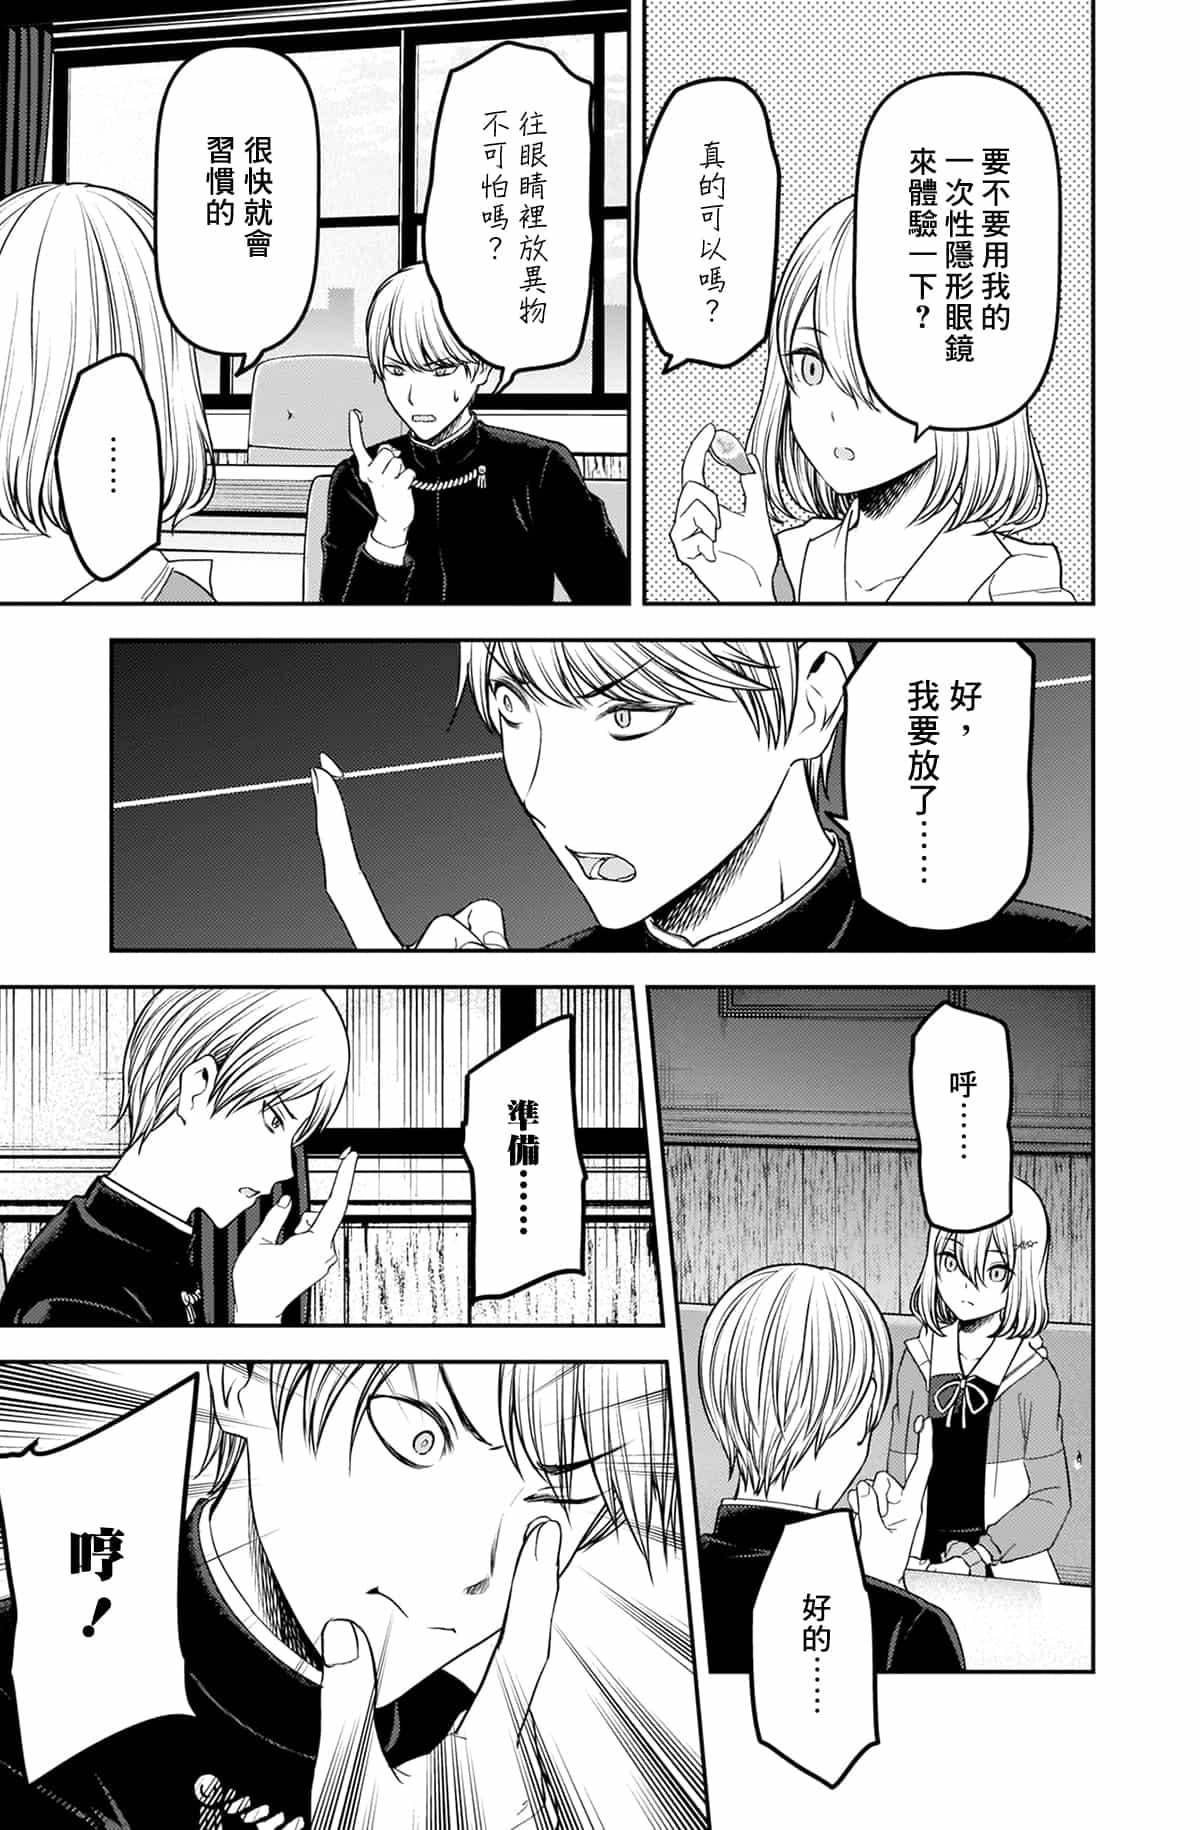 要不要用我的
一次性隱形眼鏡
來體驗一下？
真的可以嗎？
往眼睛裡放異物
不可怕嗎？
很快就會
習慣的
……
好，
我要放了……
呼……
好的……
準備……
哼！